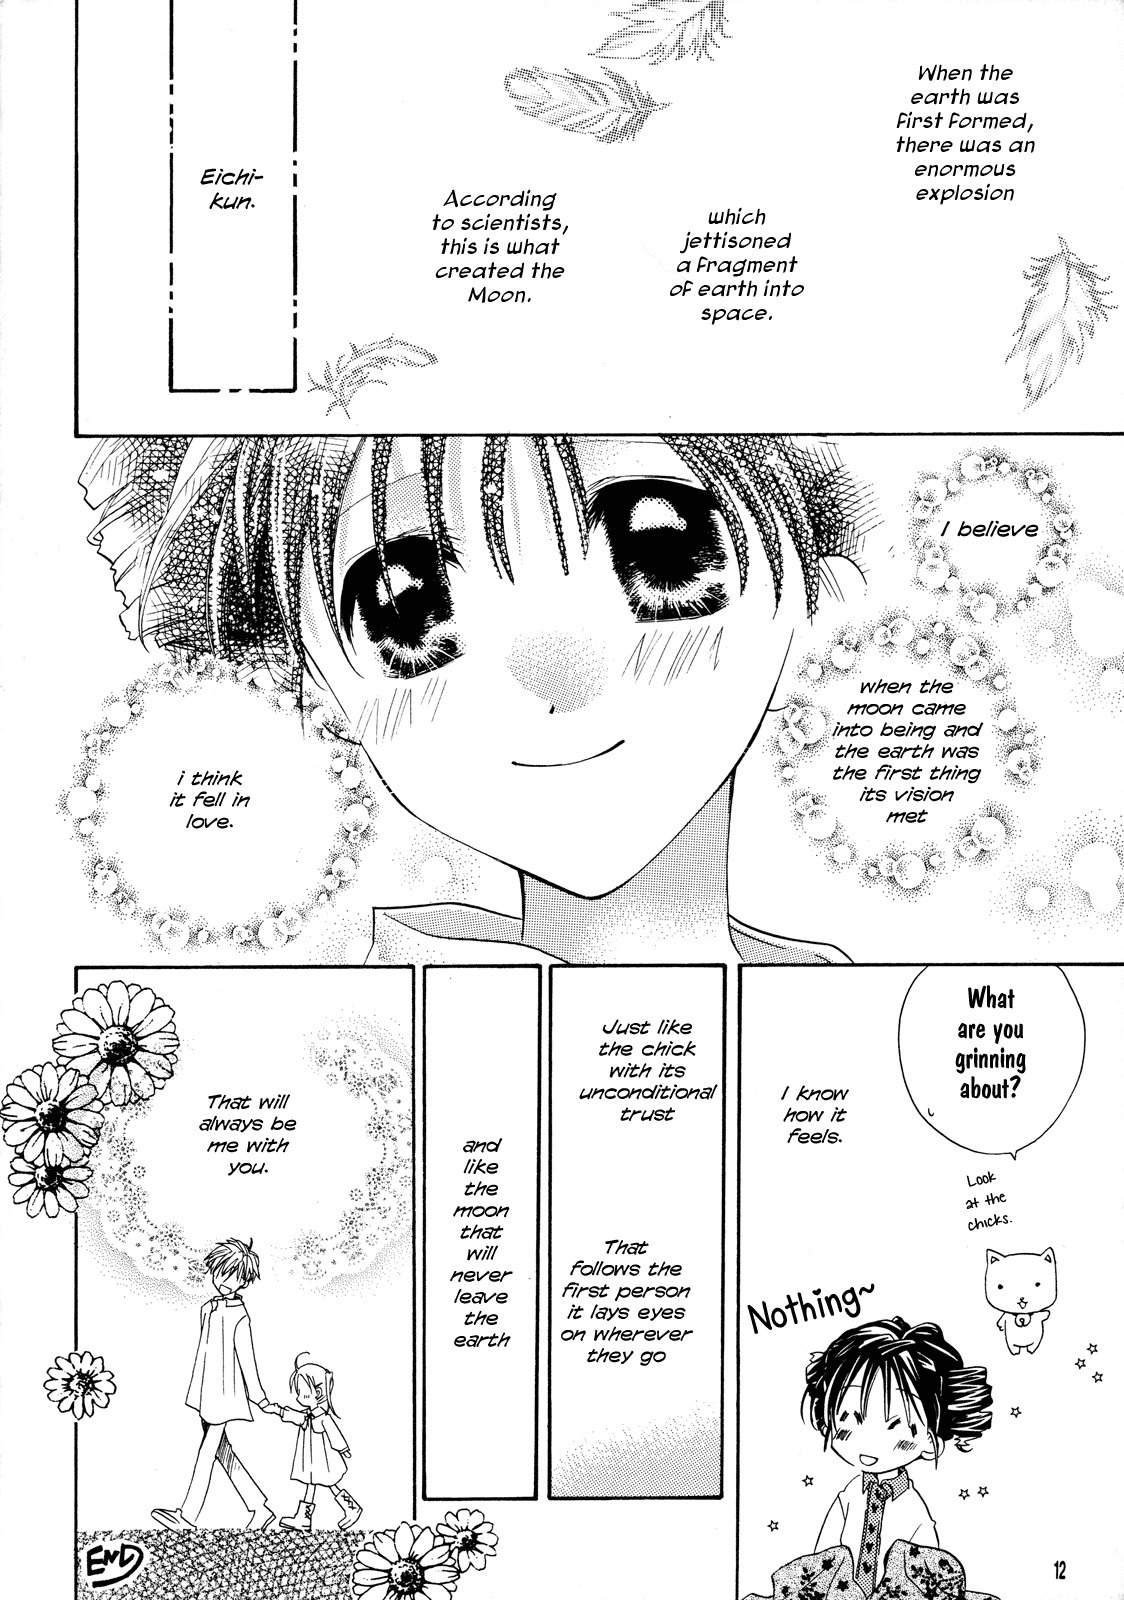 When the
earth was
first formed,
there was an
enormous
explosion
which
jettisoned
a fragment
of earth into
space.
According
to scientists,
this is what
created the
Moon.
Eichi-
kun.
I believe
when the
moon came
into being and
the earth was
the first thing
its vision
met
i think
it fell in
love.
What
are you
grinning
about?
Look
at the
chicks.
Nothing~
I know
how it
feels.
Just like
the chick
with its
unconditional
trust
That
follows the
first person
it lays eyes
on wherever
they go
and
like
the
moon
that
will
never
leave
the
earth
That will
always be
me with
you.
END
12